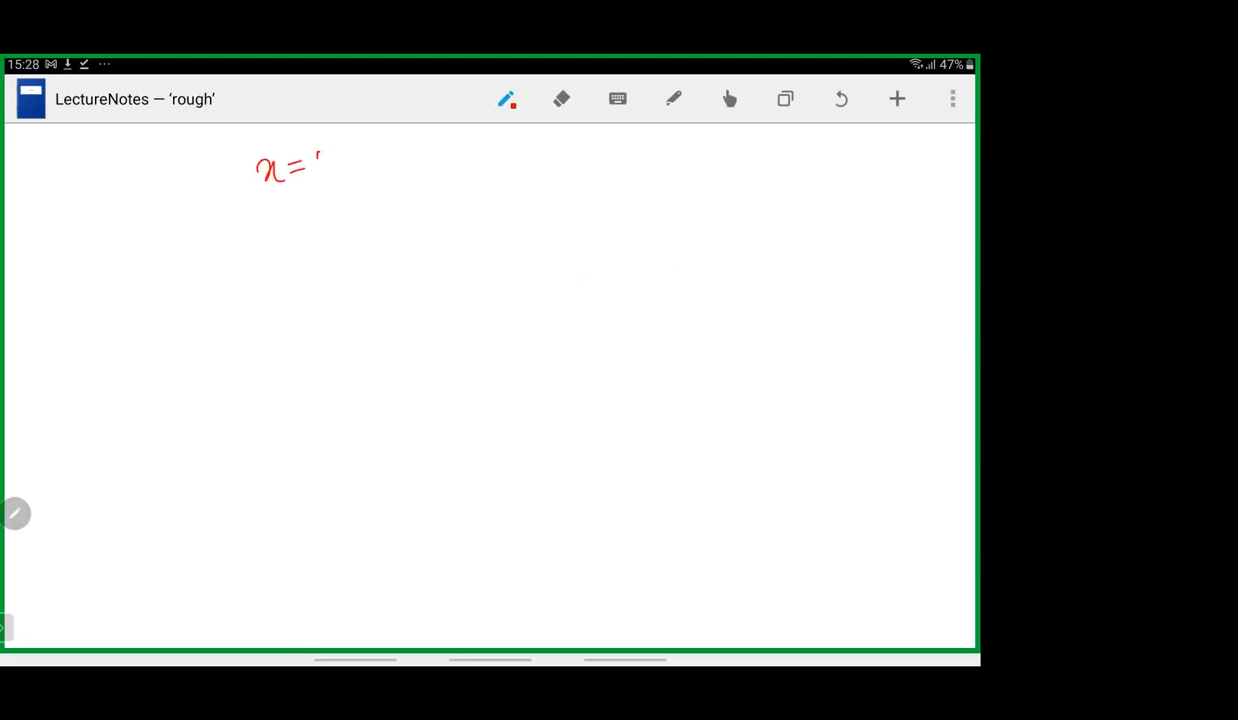 15:28 ... 47%
LectureNotes — ‘rough’
x =